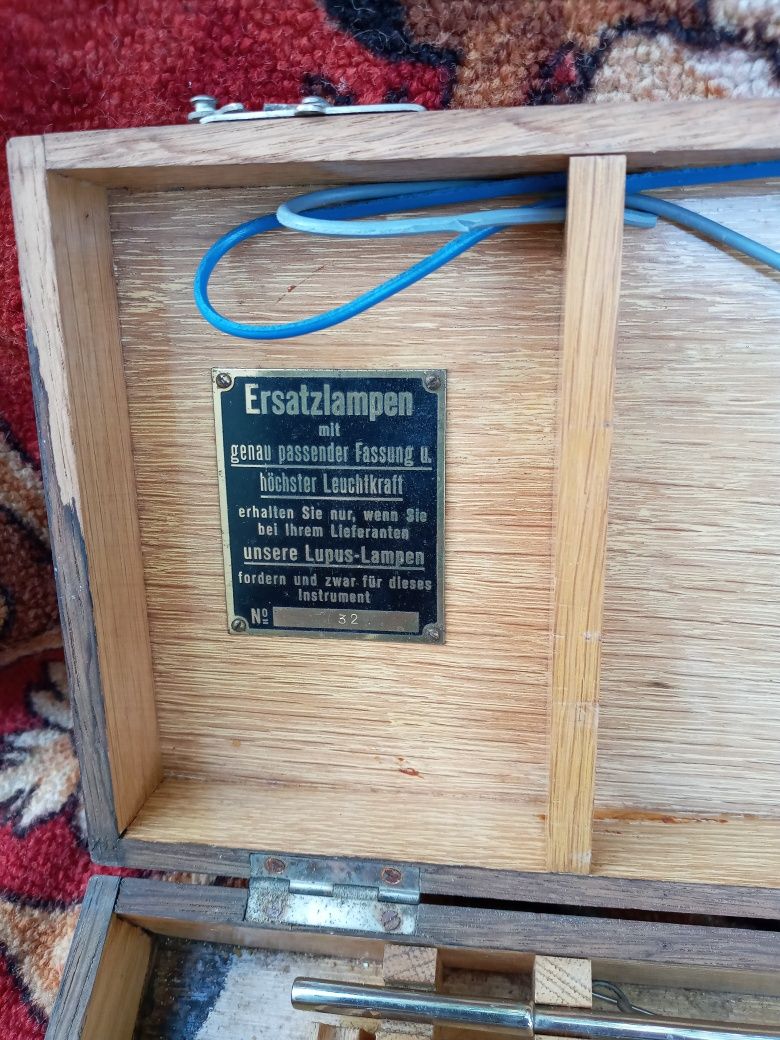 Ersatzlampen
mit
genau passender Fassung u.
höchster Leuchtkraft
erhalten Sie nur, wenn Sie
bei Ihrem Lieferanten
unsere Lupus-Lampen
fordern und zwar für dieses
Instrument
Nº 32